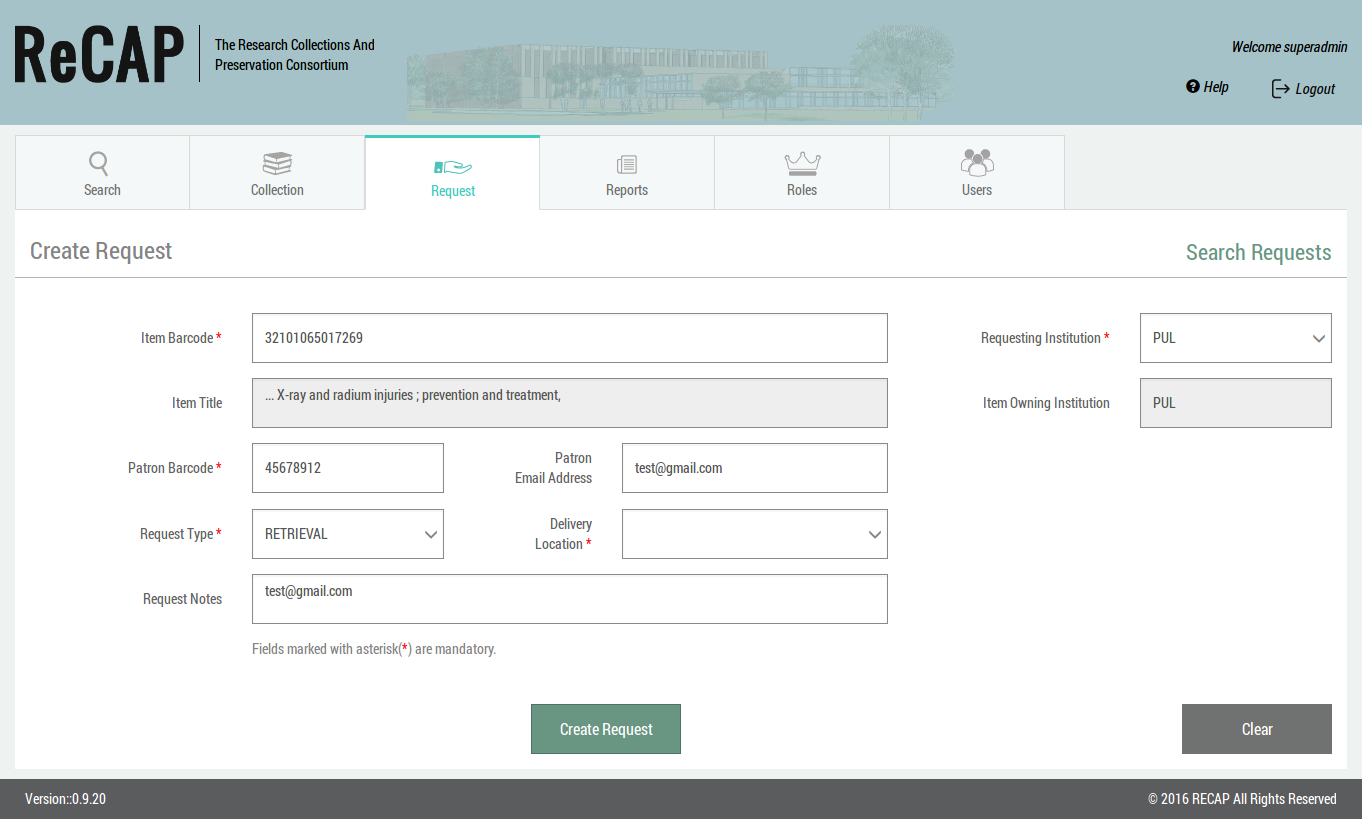 ReCAP
The Research Collections And
Preservation Consortium
Welcome superadmin
Help
Logout
Search
Collection
Request
Reports
Roles
Users
Create Request
Search Requests
Item Barcode *
32101065017269
Requesting Institution *
PUL
Item Title
... X-ray and radium injuries ; prevention and treatment,
Item Owning Institution
PUL
Patron Barcode *
45678912
Patron
Email Address
test@gmail.com
Request Type *
RETRIEVAL
Delivery
Location *
Request Notes
test@gmail.com
Fields marked with asterisk(*) are mandatory.
Create Request
Clear
Version::0.9.20
© 2016 RECAP All Rights Reserved